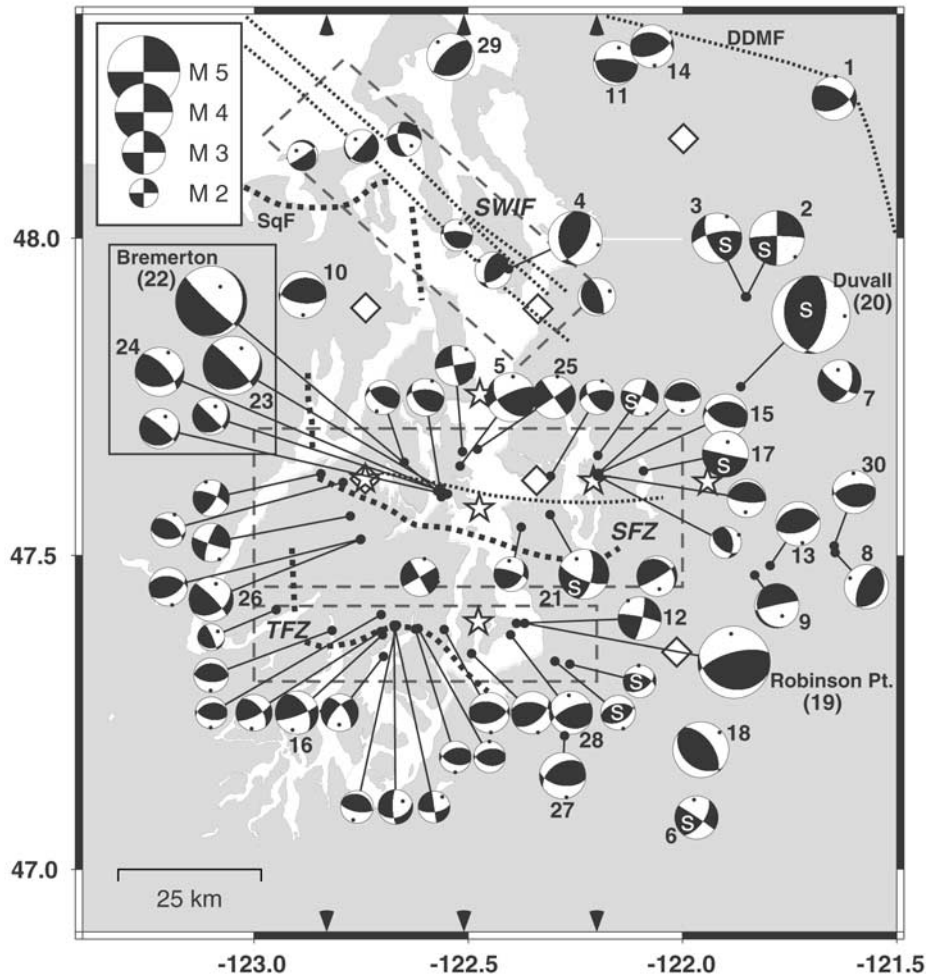 M 5
M 4
M 3
M 2
29
14
11
DDMF
1
SqF
SWIF
4
3
2
S
S
48.0
Bremerton
(22)
10
Duvall
(20)
S
24
23
5
25
S
7
15
17
S
30
SFZ
26
21
S
13
8
9
47.5
TFZ
12
S
S
16
28
27
Robinson Pt.
(19)
18
6
S
47.0
25 km
-123.0
-122.5
-122.0
-121.5